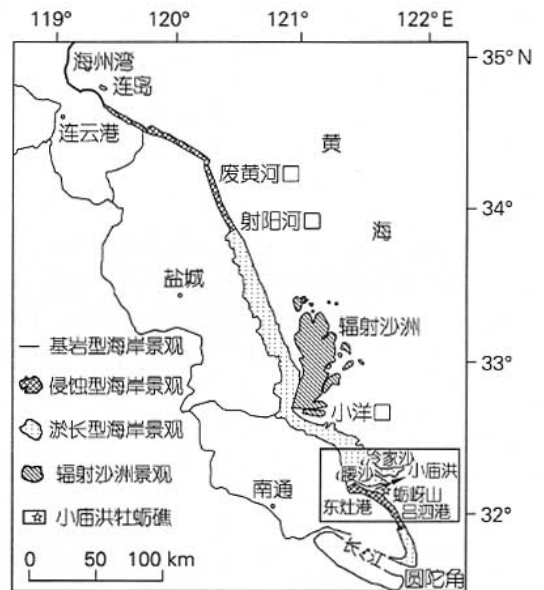 119°
120°
121°
122°E
35°N
海州湾
连岛
连云港
黄
废黄河口
34°
射阳河口
海
盐城
辐射沙洲
基岩型海岸景观
33°
侵蚀型海岸景观
小洋口
淤长型海岸景观
冷家沙
腰沙
小庙洪
辐射沙洲景观
南通
蛎岈山
东灶港
吕泗港
32°
小庙洪牡蛎礁
长江
0 50 100 km
圆陀角